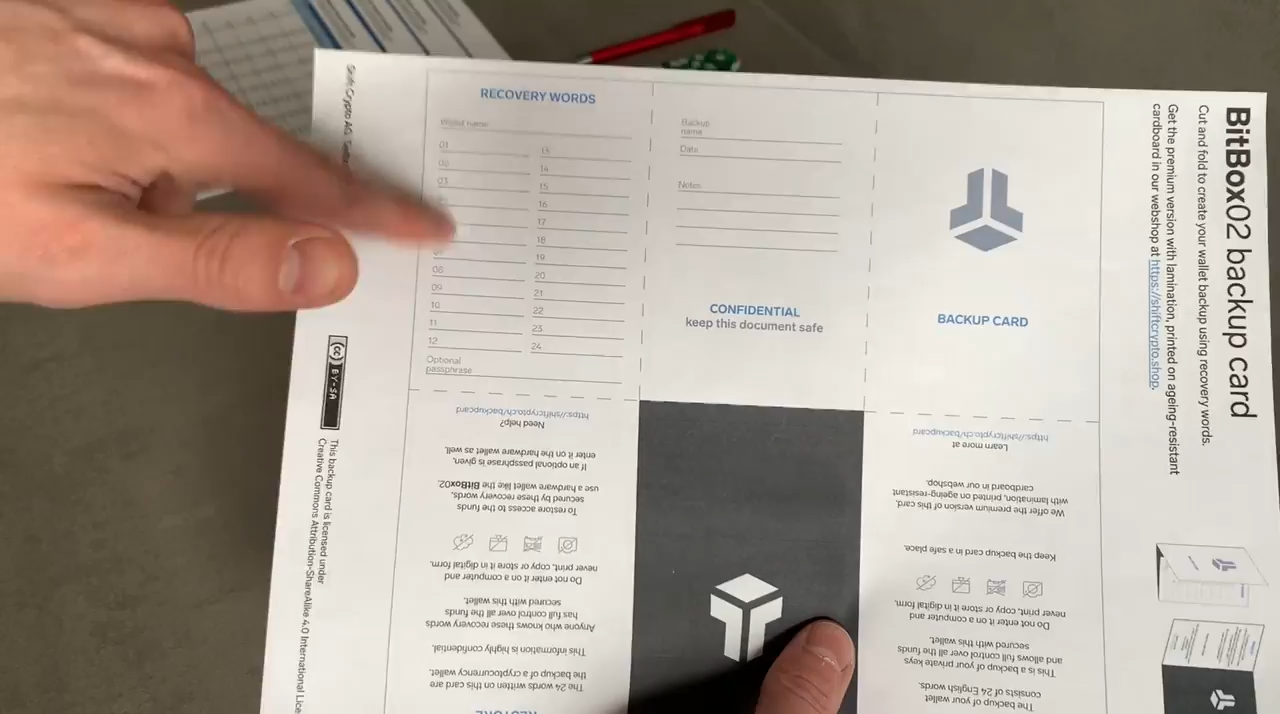 BitBox02 backup card
Cut and fold to create your wallet backup using recovery words.
Get the premium version with lamination, printed on ageing-resistant
cardboard in our webshop at https://shiftcrypto.shop.
RECOVERY WORDS
Wallet name
01
02
03
08
09
10
11
12
13
14
15
16
17
18
19
20
21
22
23
24
Optional
passphrase
Backup
name
Date
Notes
CONFIDENTIAL
keep this document safe
BACKUP CARD
The 24 words written on this card are
the backup of a cryptocurrency wallet.
This information is highly confidential.
Anyone who knows these recovery words
has full control over all the funds
secured with this wallet.
Do not enter it on a computer and
never print, copy or store it in digital form.
To restore access to the funds
secured by these recovery words,
use a hardware wallet like the BitBox02.
If an optional passphrase is given,
enter it on the hardware wallet as well.
Need help?
https://shiftcrypto.ch/backupcard
The backup of your wallet
consists of 24 English words.
This is a backup of your private keys
and allows full control over all the funds
secured with this wallet.
Do not enter it on a computer and
never print, copy or store it in digital form.
Keep the backup card in a safe place.
We offer the premium version of this card,
with lamination, printed on ageing-resistant
cardboard in our webshop.
Learn more at
https://shiftcrypto.ch/backupcard
Shift Crypto AG,
(cc) BY-SA
This backup card is licensed under
Creative Commons Attribution-ShareAlike 4.0 International